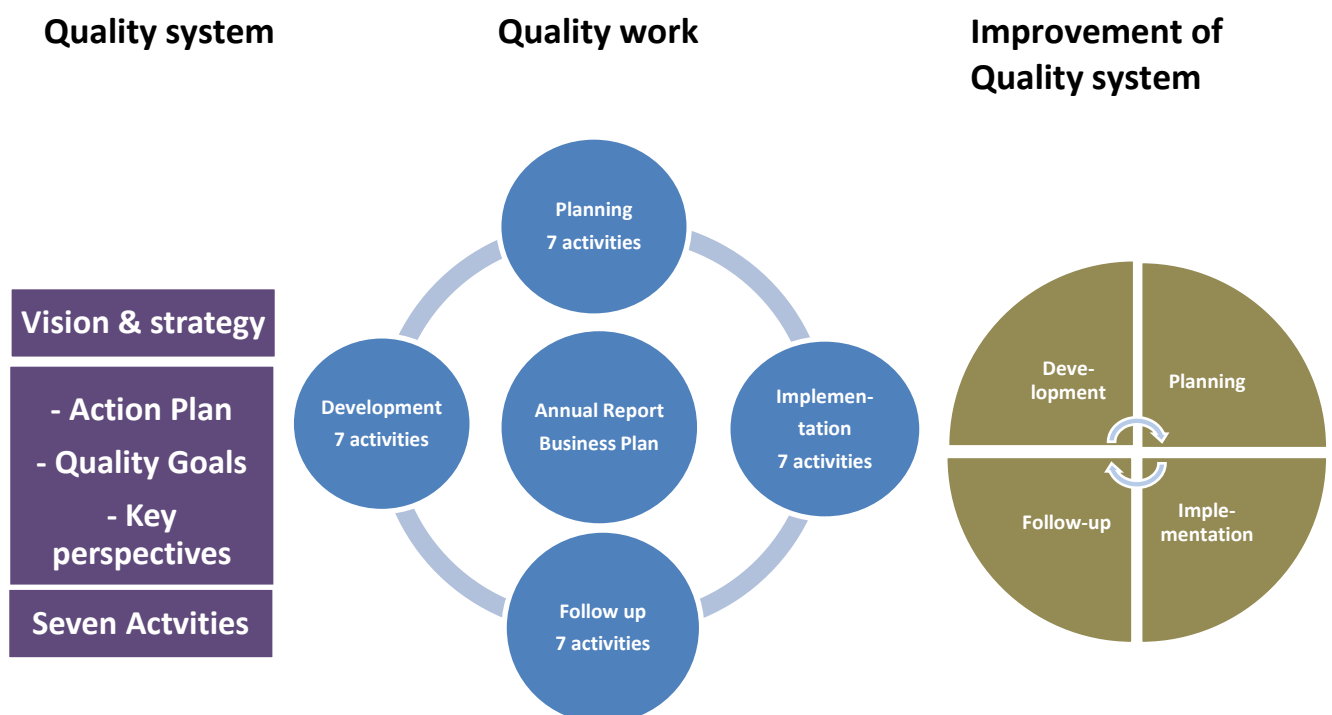 Quality system
Quality work
Improvement of
Quality system
Vision & strategy
- Action Plan
- Quality Goals
- Key
perspectives
Seven Actvities
Planning
7 activities
Development
7 activities
Annual Report
Business Plan
Implemen-
tation
7 activities
Follow up
7 activities
Deve-
lopment
Planning
Follow-up
Imple-
mentation